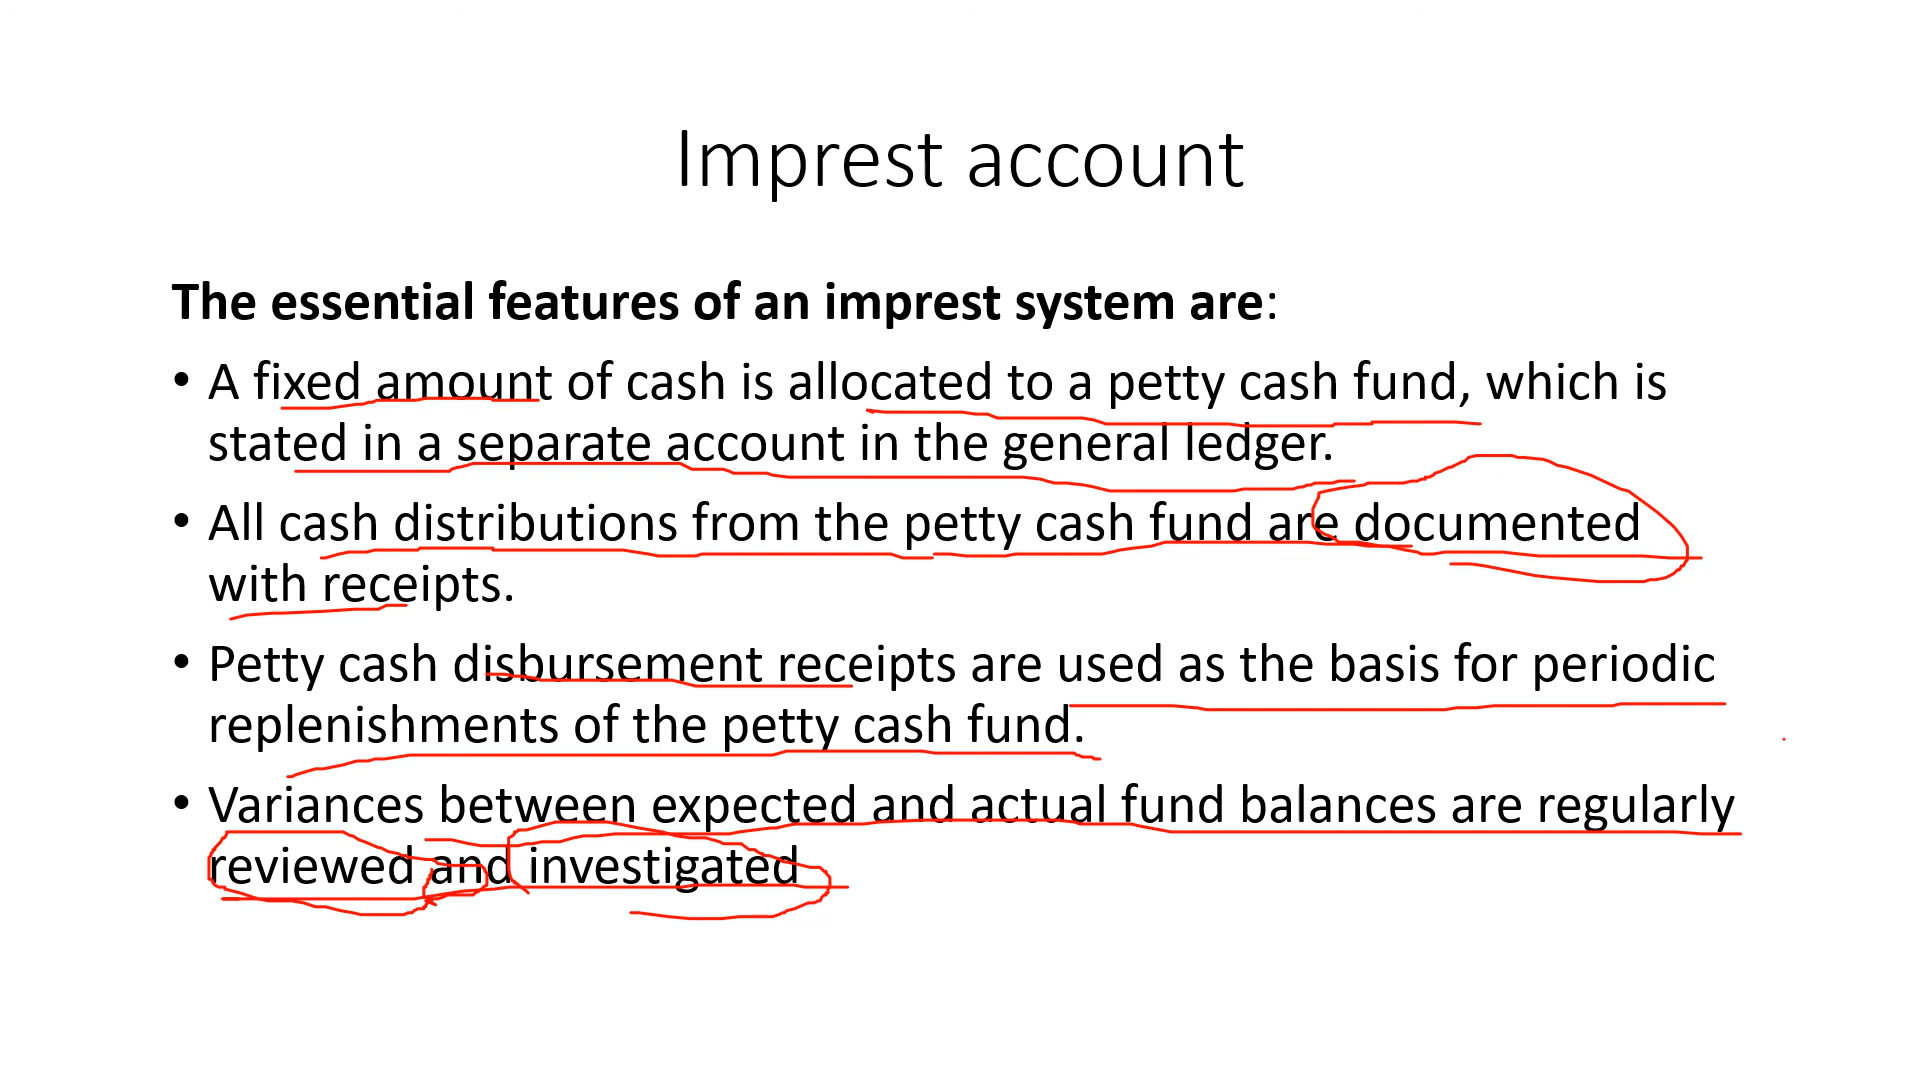 Imprest account
The essential features of an imprest system are:
• A fixed amount of cash is allocated to a petty cash fund, which is
stated in a separate account in the general ledger.
• All cash distributions from the petty cash fund are documented
with receipts.
• Petty cash disbursement receipts are used as the basis for periodic
replenishments of the petty cash fund.
• Variances between expected and actual fund balances are regularly
reviewed and investigated